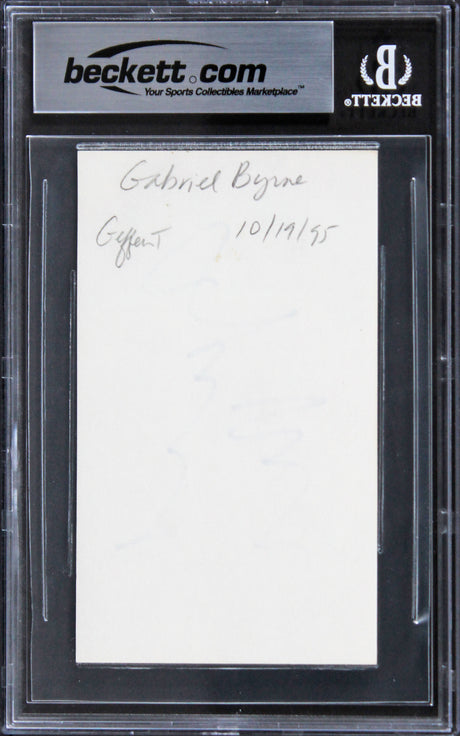 beckett.com
Your Sports Collectibles Marketplace™
BECKETT®
Gabriel Byrne
Geffen T 10/19/95